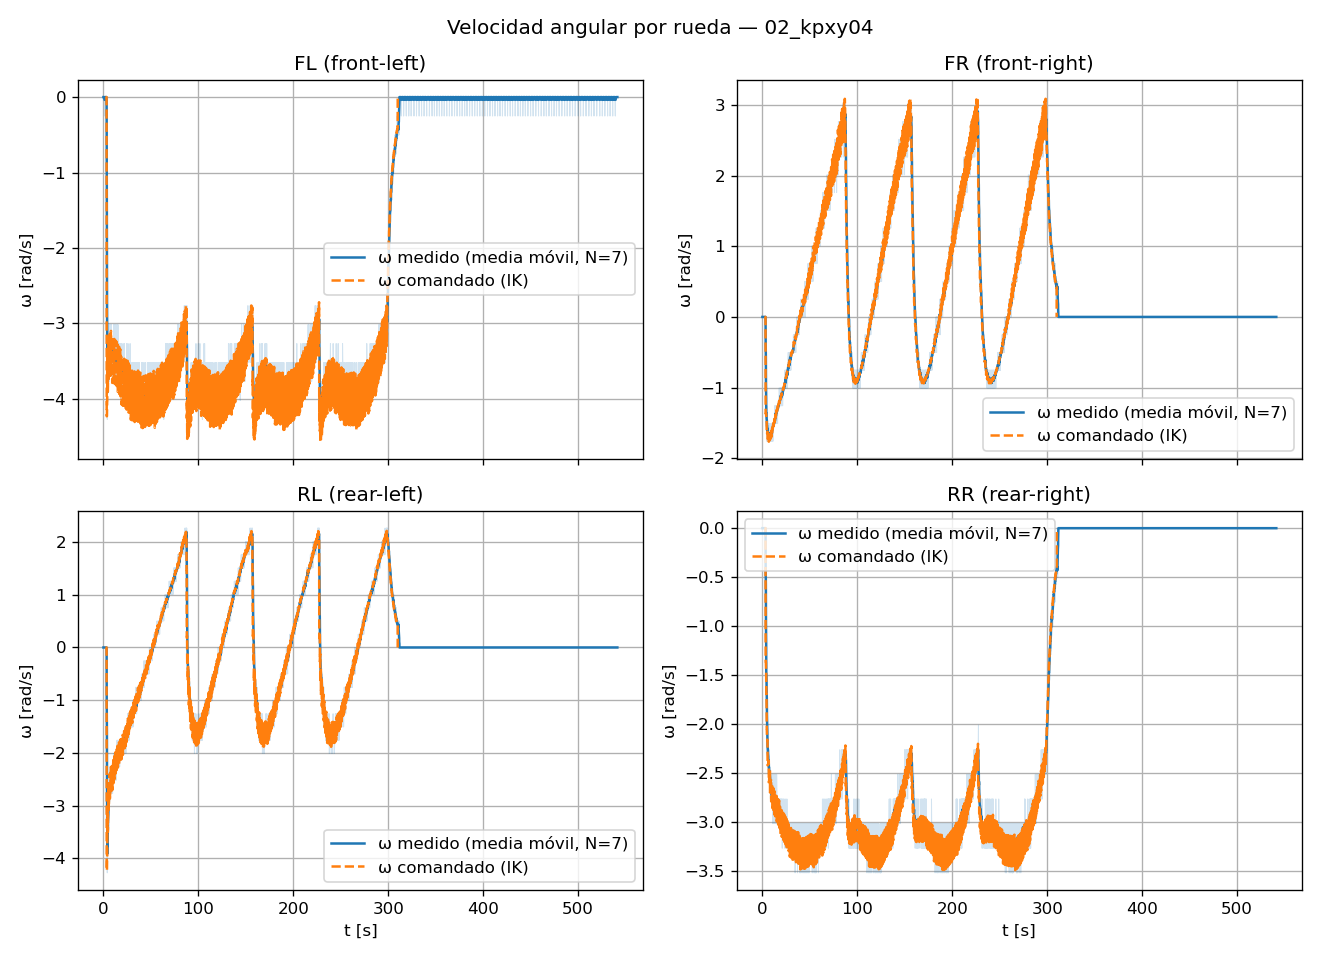 Velocidad angular por rueda — 02_kpxy04
FL (front-left)
0
−1
−2
−3
−4
ω [rad/s]
ω medido (media móvil, N=7)
ω comandado (IK)
FR (front-right)
3
2
1
0
−1
−2
ω [rad/s]
ω medido (media móvil, N=7)
ω comandado (IK)
RL (rear-left)
2
1
0
−1
−2
−3
−4
ω [rad/s]
ω medido (media móvil, N=7)
ω comandado (IK)
0 100 200 300 400 500
t [s]
RR (rear-right)
0.0
−0.5
−1.0
−1.5
−2.0
−2.5
−3.0
−3.5
ω [rad/s]
ω medido (media móvil, N=7)
ω comandado (IK)
0 100 200 300 400 500
t [s]